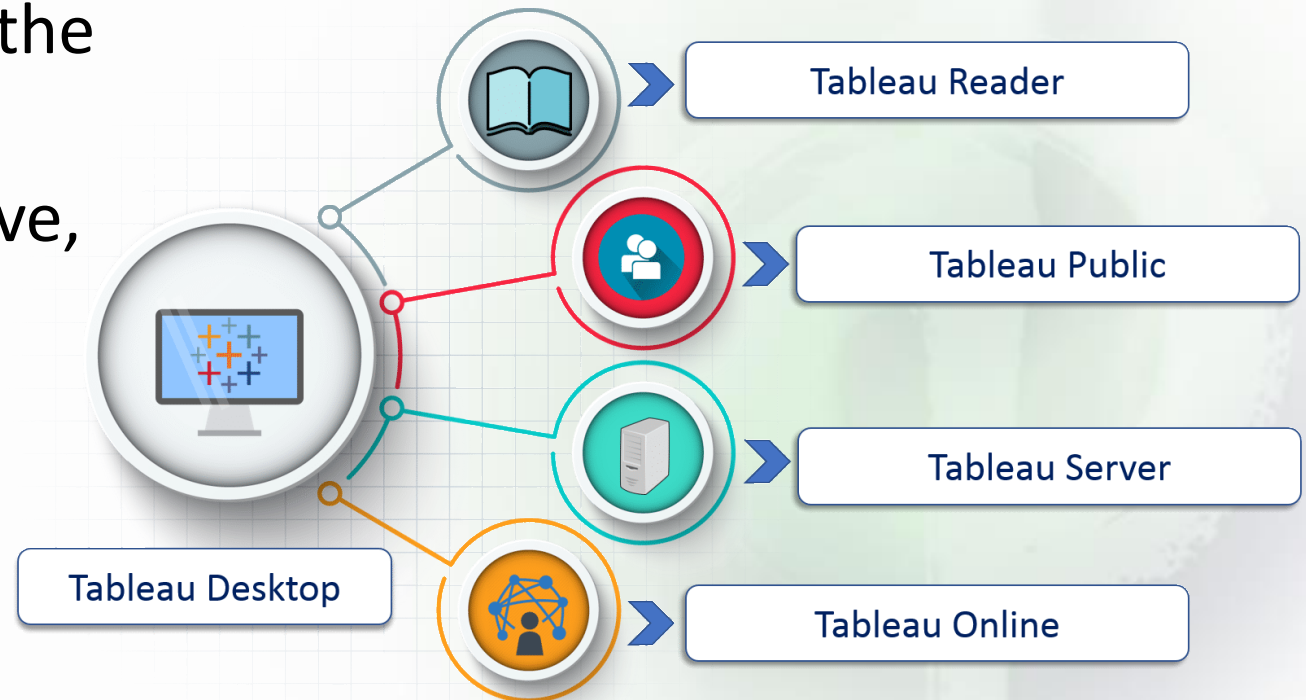 the
ve,
Tableau Reader
Tableau Public
Tableau Server
Tableau Desktop
Tableau Online